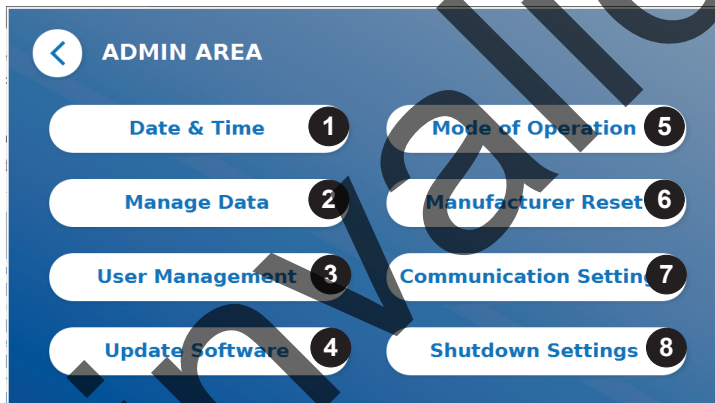 ADMIN AREA
Date & Time 1
Manage Data 2
User Management 3
Update Software 4
Mode of Operation 5
Manufacturer Reset 6
Communication Setting 7
Shutdown Settings 8
invalid